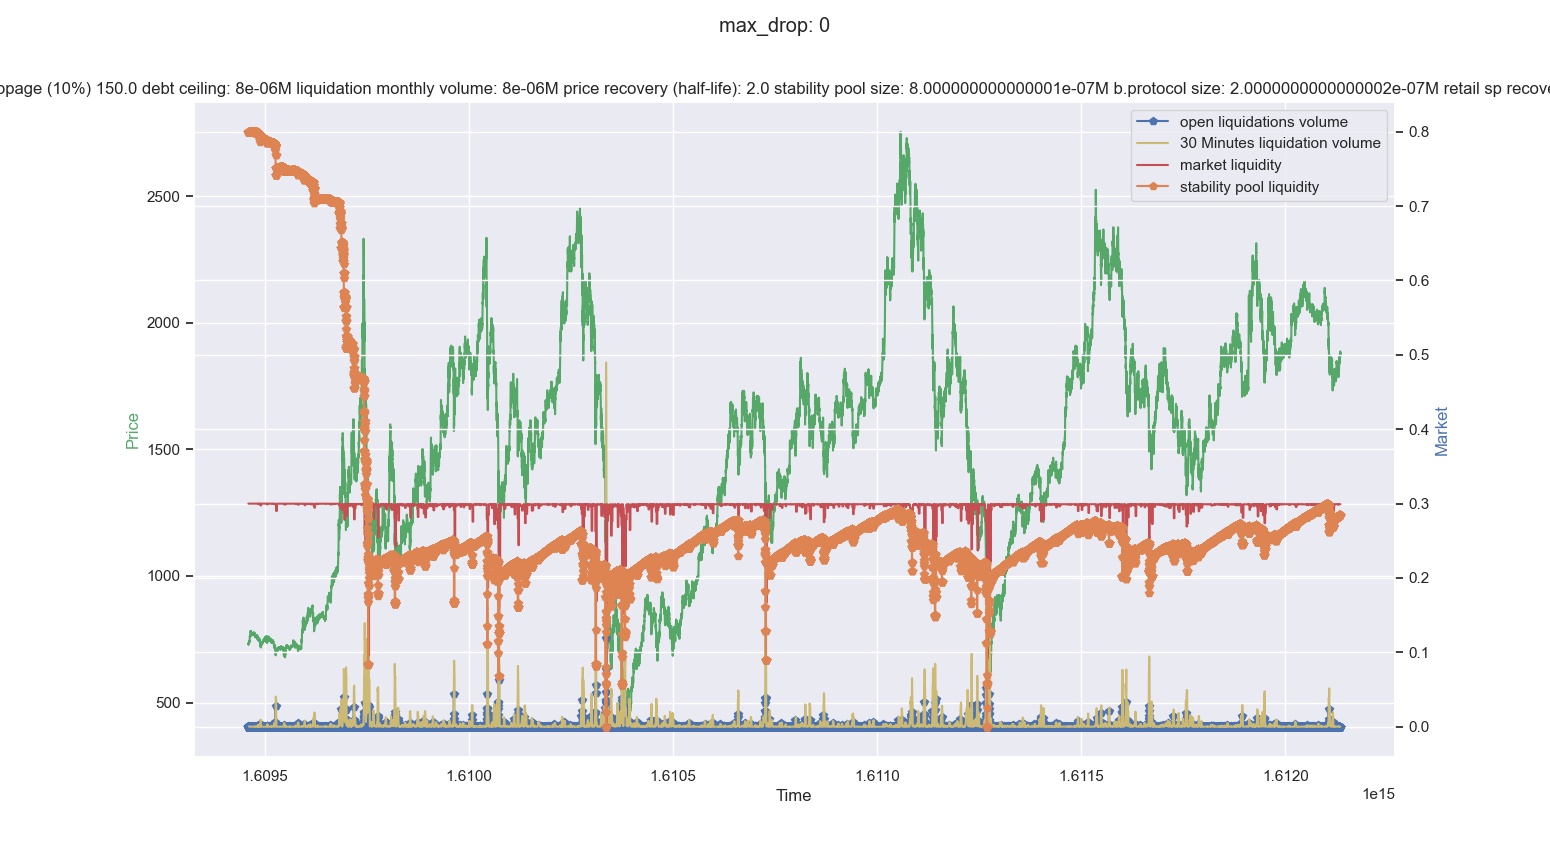 max_drop: 0
(10%) 150.0 debt ceiling: 8e-06M liquidation monthly volume: 8e-06M price recovery (half-life): 2.0 stability pool size: 8.000000000000001e-07M b.protocol size: 2.0000000000000002e-07M retail sp
open liquidations volume
30 Minutes liquidation volume
market liquidity
stability pool liquidity
2500
2000
1500
1000
500
Price
0.8
0.7
0.6
0.5
0.4
0.3
0.2
0.1
0.0
Market
1.6095
1.6100
1.6105
1.6110
1.6115
1.6120
Time
1e15